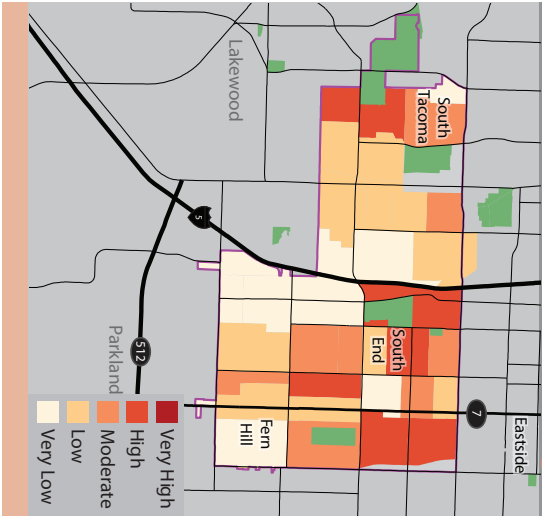 Lakewood
South
Tacoma
5
South
End
512
Parkland
7
Eastside
Fern
Hill
Very High
High
Moderate
Low
Very Low